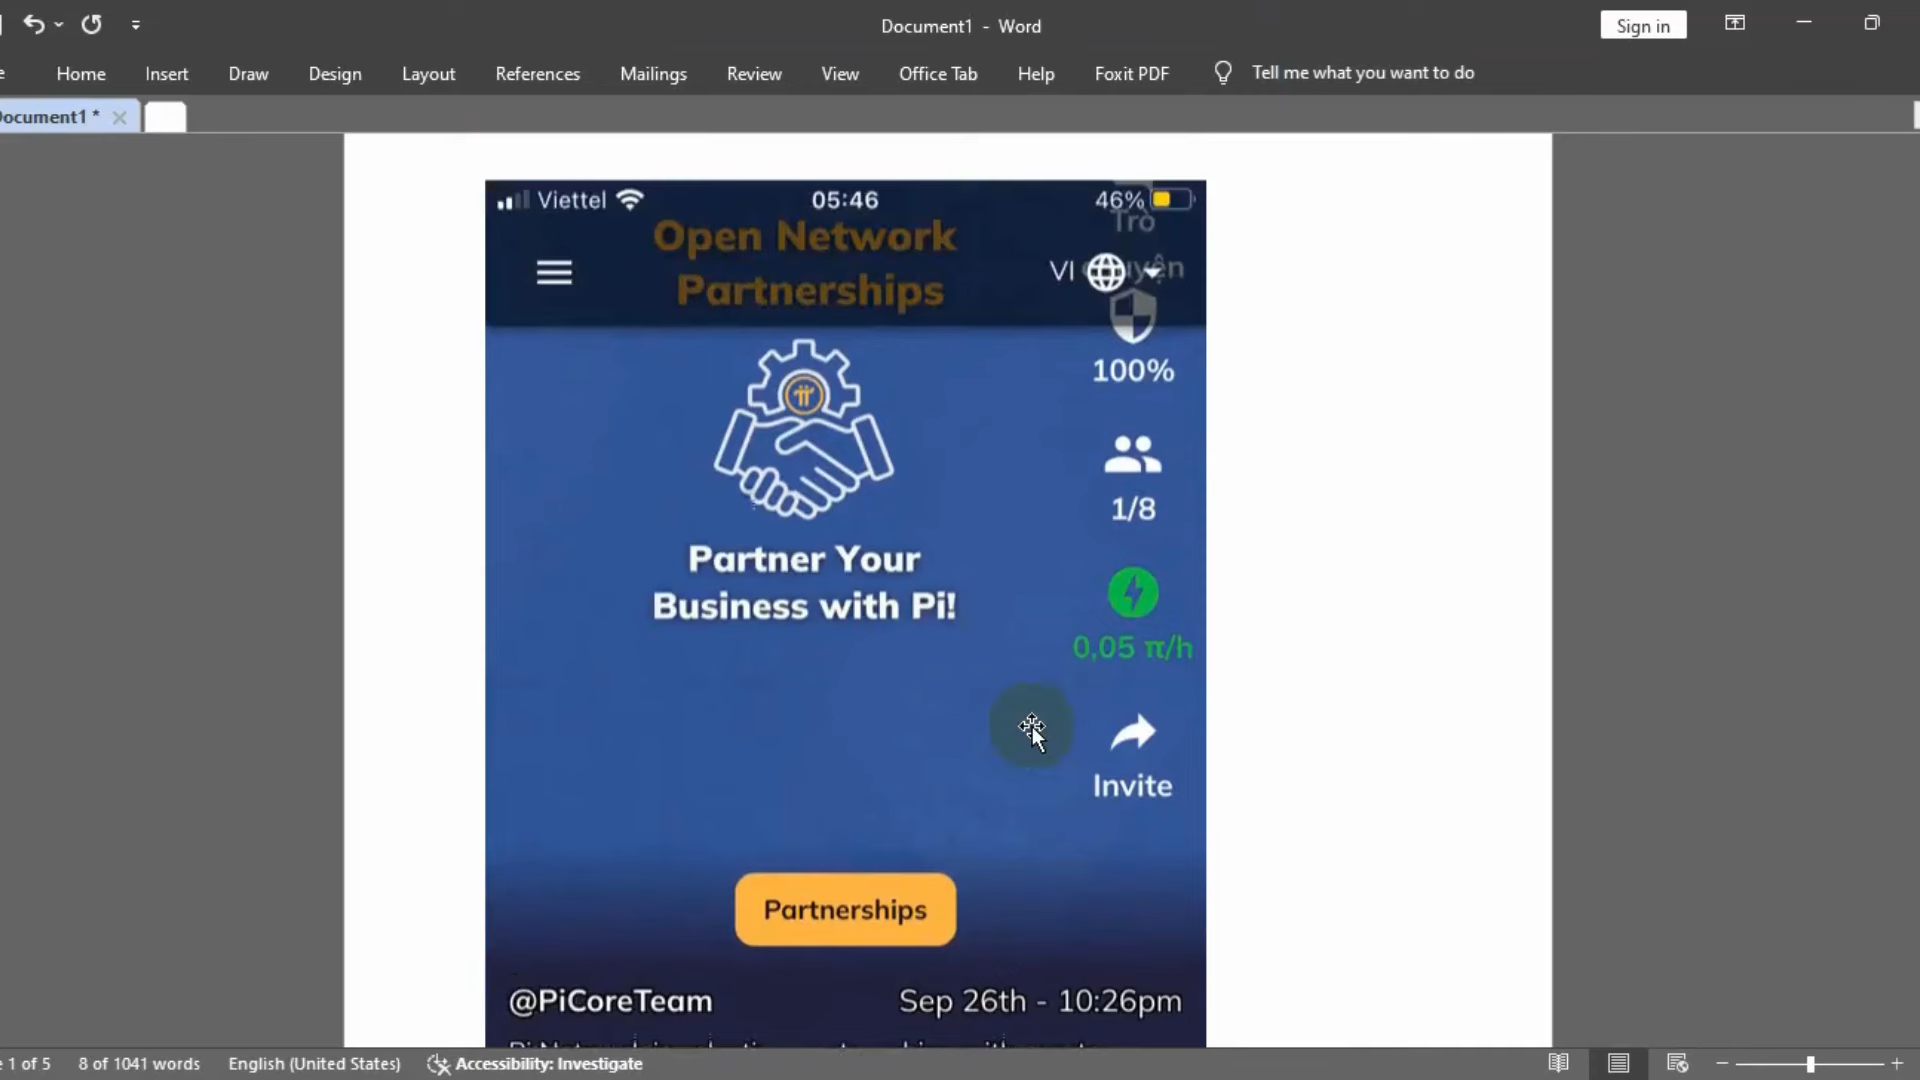 Document1 - Word
Sign in
Home Insert Draw Design Layout References Mailings Review View Office Tab Help Foxit PDF Tell me what you want to do
Document1 *
Viettel 05:46 46%
Trò
Open Network
VI
Partnerships
100%
1/8
Partner Your
Business with Pi!
0,05 π/h
Invite
Partnerships
@PiCoreTeam Sep 26th - 10:26pm
1 of 5 8 of 1041 words English (United States) Accessibility: Investigate